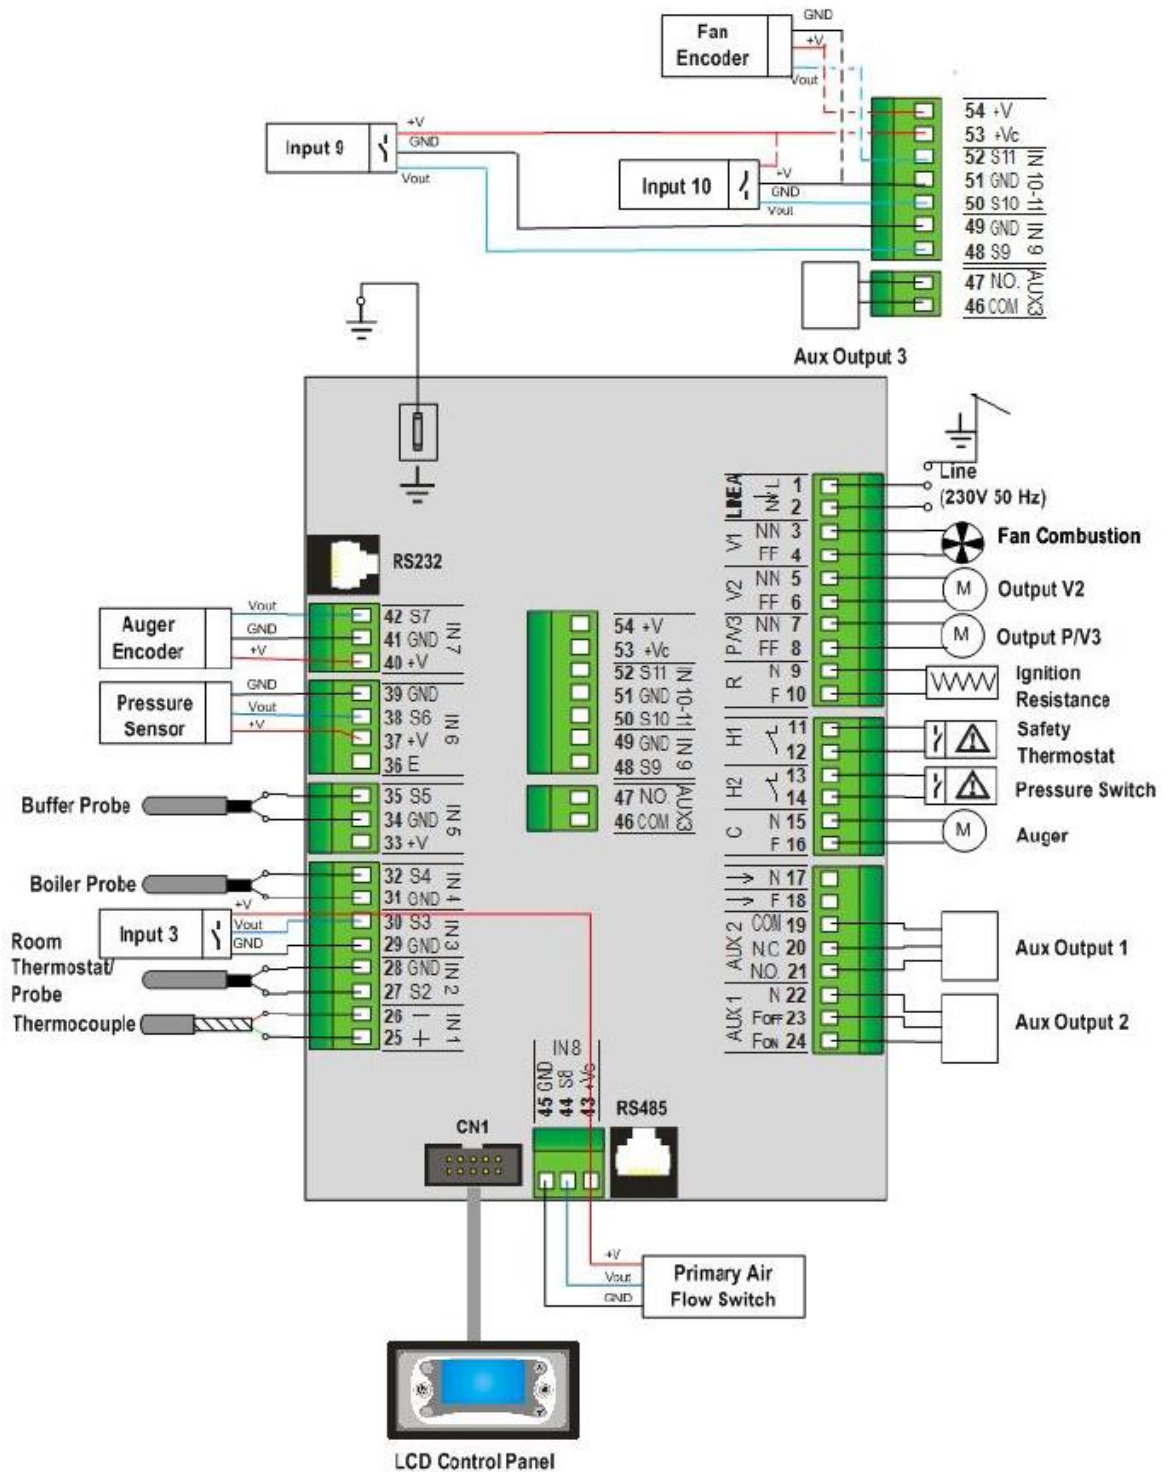 GND
Fan
Encoder
+V
Vout
54 +V
53 +Vc
52 S11
51 GND
50 S10
IN 10-11
49 GND
48 S9
IN 9
47 N.O.
46 COM
AUX3
Input 9
+V
GND
Vout
Input 10
+V
GND
Vout
Aux Output 3
Line
(230V 50 Hz)
LINEA
L 1
N 2
V1
NN 3
FF 4
Fan Combustion
V2
NN 5
FF 6
Output V2
P/V3
NN 7
FF 8
Output P/V3
R
N 9
F 10
Ignition
Resistance
H1
11
12
Safety
Thermostat
H2
13
14
Pressure Switch
C
N 15
F 16
Auger
N 17
F 18
AUX 2
COM 19
N.C 20
N.O. 21
Aux Output 1
AUX1
N 22
FOFF 23
FON 24
Aux Output 2
RS232
Auger
Encoder
Vout
GND
+V
42 S7
41 GND
40 +V
IN 7
Pressure
Sensor
GND
Vout
+V
39 GND
38 S6
37 +V
36 E
IN 6
Buffer Probe
35 S5
34 GND
33 +V
IN 5
Boiler Probe
32 S4
31 GND
IN 4
Input 3
+V
Vout
GND
30 S3
29 GND
IN 3
Room
Thermostat/
Probe
28 GND
27 S2
IN 2
Thermocouple
26 –
25 +
IN 1
54 +V
53 +Vc
52 S11
51 GND
50 S10
IN 10-11
49 GND
48 S9
IN 9
47 NO.
46 COM
AUX3
IN 8
45 GND
44 S8
43 +Vc
RS485
CN1
+V
Vout
GND
Primary Air
Flow Switch
M
M
M
LCD Control Panel